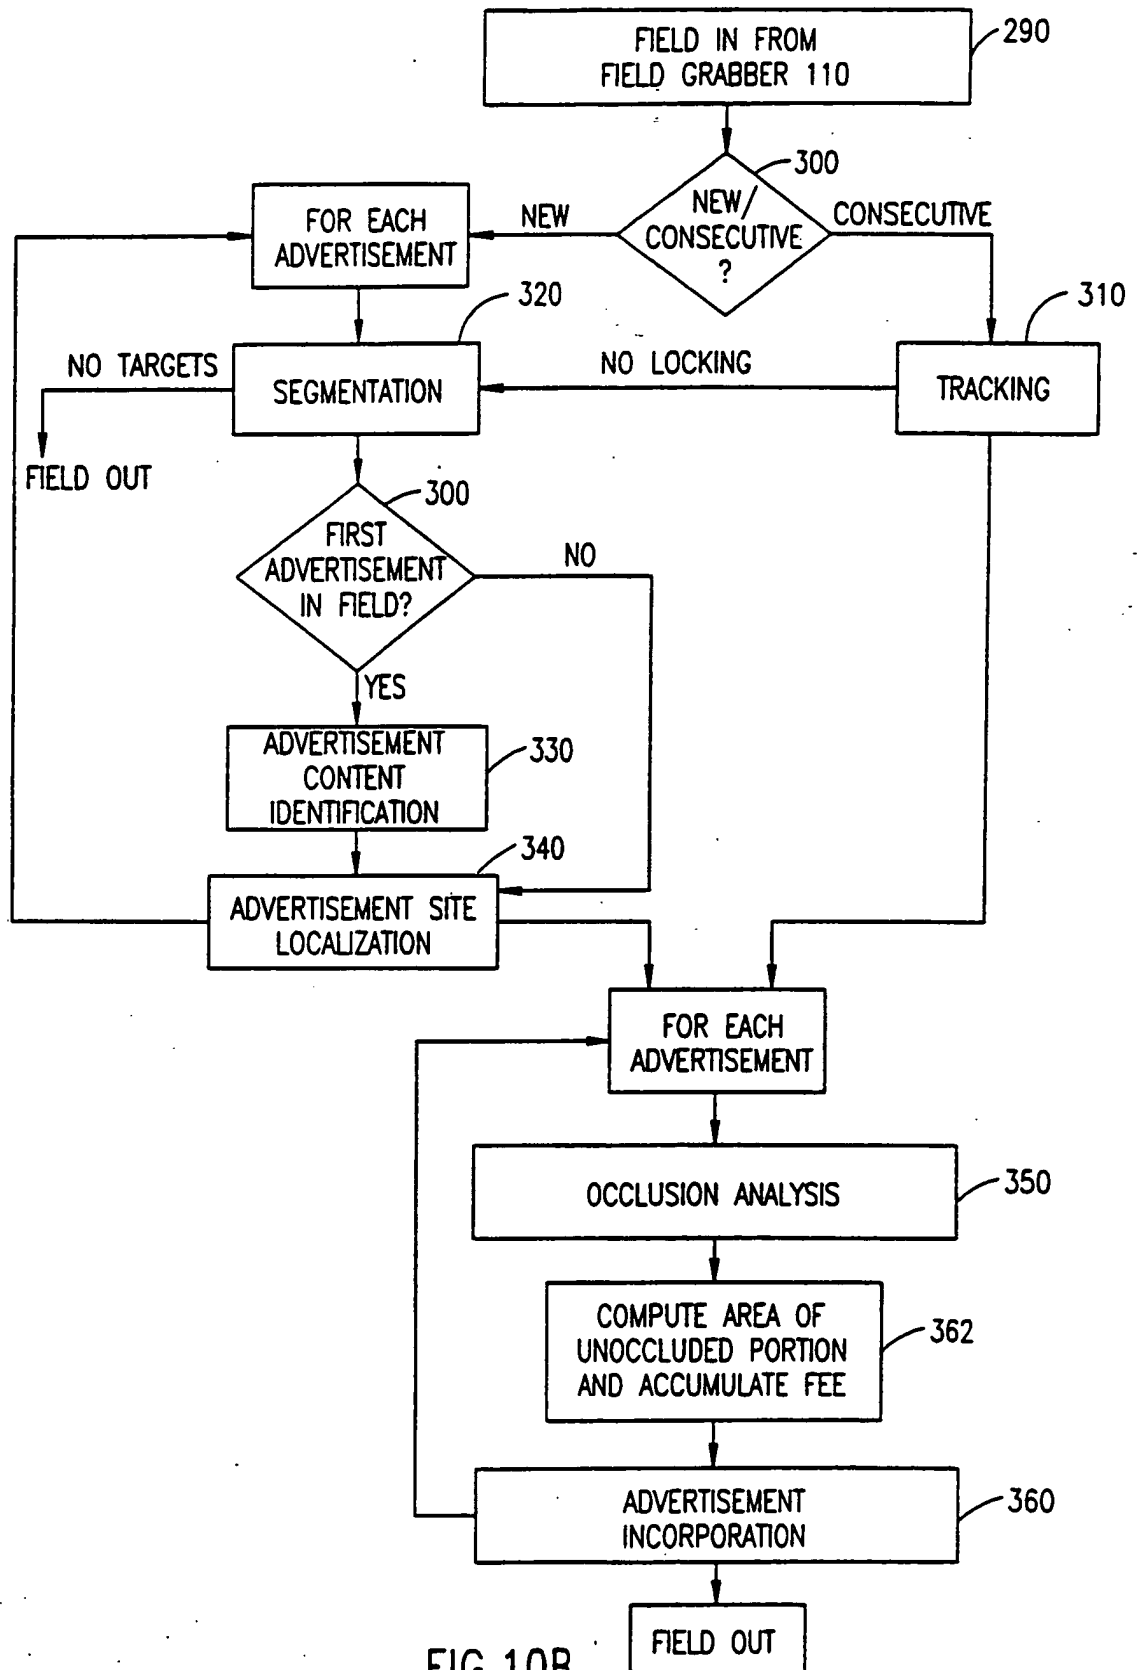 FIELD IN FROM
FIELD GRABBER 110
290
300
NEW/
CONSECUTIVE
?
NEW
CONSECUTIVE
FOR EACH
ADVERTISEMENT
320
310
NO TARGETS
SEGMENTATION
NO LOCKING
TRACKING
FIELD OUT
300
FIRST
ADVERTISEMENT
IN FIELD?
NO
YES
ADVERTISEMENT
CONTENT
IDENTIFICATION
330
340
ADVERTISEMENT SITE
LOCALIZATION
FOR EACH
ADVERTISEMENT
OCCLUSION ANALYSIS
350
COMPUTE AREA OF
UNOCCLUDED PORTION
AND ACCUMULATE FEE
362
ADVERTISEMENT
INCORPORATION
360
FIELD OUT
FIG.10B